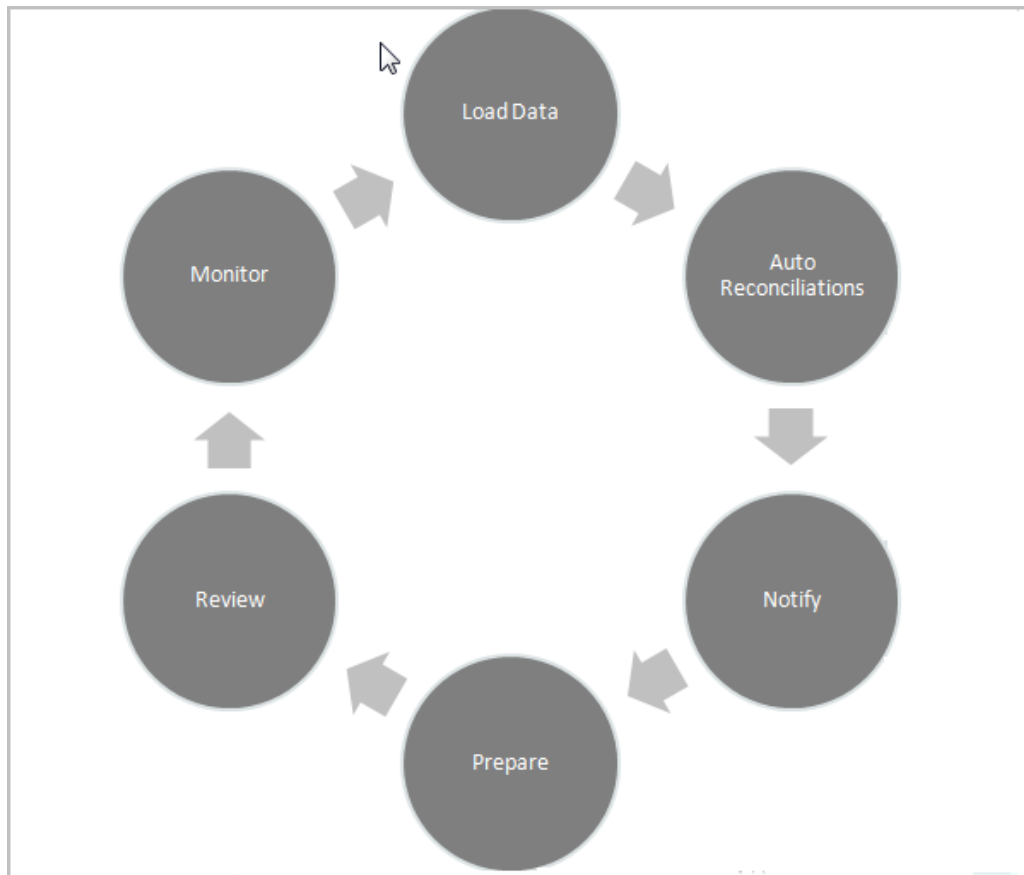 Load Data
Auto
Reconciliations
Notify
Prepare
Review
Monitor